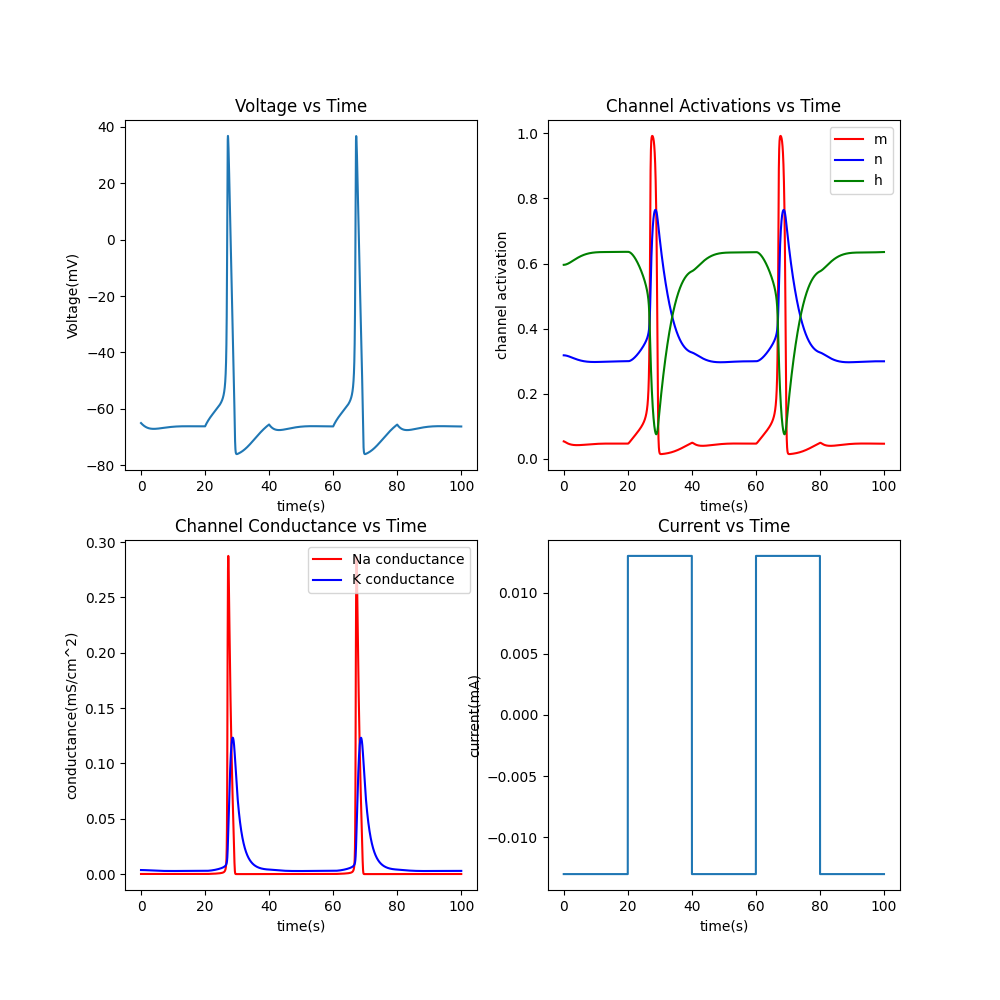 Voltage vs Time
40
20
0
−20
−40
−60
−80
Voltage(mV)
0 20 40 60 80 100
time(s)
Channel Activations vs Time
1.0
0.8
0.6
0.4
0.2
0.0
channel activation
m
n
h
0 20 40 60 80 100
time(s)
Channel Conductance vs Time
0.30
0.25
0.20
0.15
0.10
0.05
0.00
conductance(mS/cm^2)
Na conductance
K conductance
0 20 40 60 80 100
time(s)
Current vs Time
0.010
0.005
0.000
−0.005
−0.010
current(mA)
0 20 40 60 80 100
time(s)